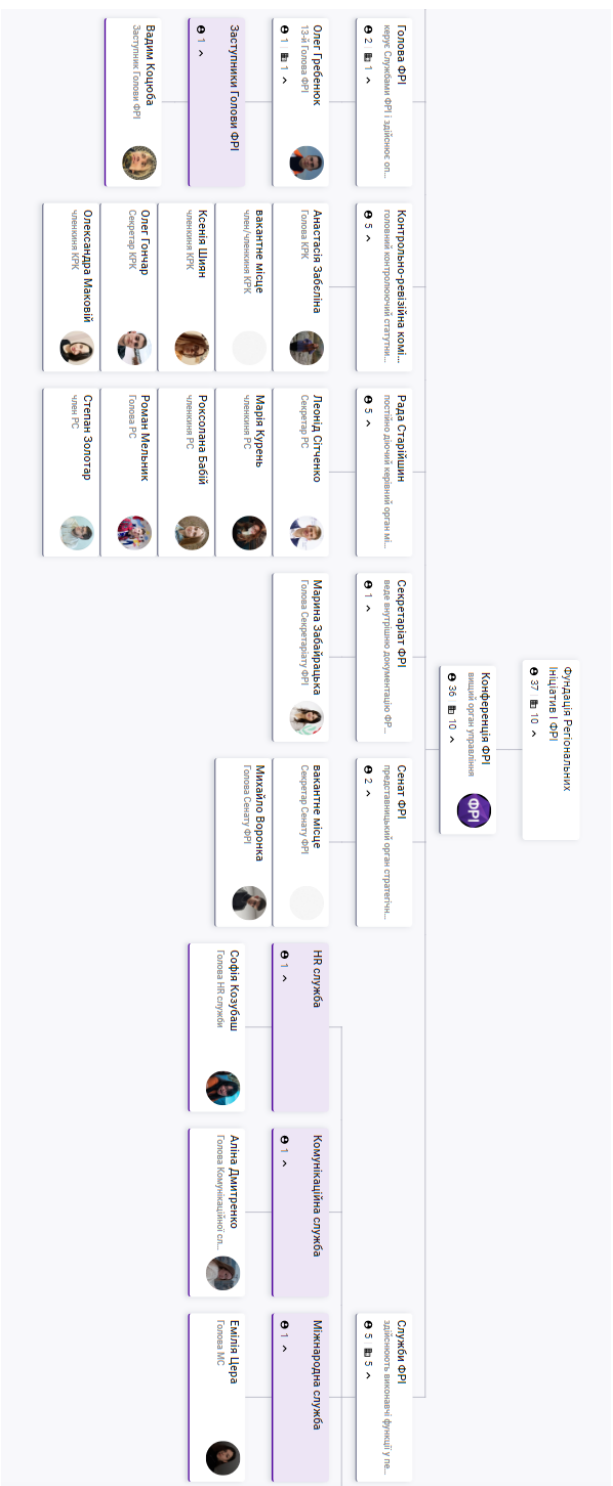 Фундація Регіональних
Ініціатив І ФРІ
37 10
Конференція ФРІ
вищий орган управління
36 10
ФРІ
Голова ФРІ
керує Службами ФРІ і здійснює оп...
2 1
Олег Гребенюк
13-й Голова ФРІ
1 1
Заступники Голови ФРІ
1
Вадим Коцюба
Заступник Голови ФРІ
Контрольно-ревізійна комі...
головний контролюючий статутни...
5
Анастасія Забєліна
Голова КРК
вакантне місце
член/членкиня КРК
Ксенія Шиян
членкиня КРК
Олег Гончар
Секретар КРК
Олександра Маковій
членкиня КРК
Рада Старійшин
постійно діючий керівний орган мі...
5
Леонід Сітченко
Секретар РС
Марія Курень
членкиня РС
Роксолана Бабій
членкиня РС
Роман Мельник
Голова РС
Степан Золотар
член РС
Секретаріат ФРІ
веде внутрішню документацію ФР...
1
Марина Забайрацька
Голова Секретаріату ФРІ
Сенат ФРІ
представницький орган стратегічн...
2
вакантне місце
Секретар Сенату ФРІ
Михайло Воронка
Голова Сенату ФРІ
Служби ФРІ
здійснюють виконавчі функції у пе...
5 5
HR служба
1
Софія Козубаш
Голова HR служби
Комунікаційна служба
1
Аліна Дмитренко
Голова Комунікаційної сл...
Міжнародна служба
1
Емілія Цера
Голова МС